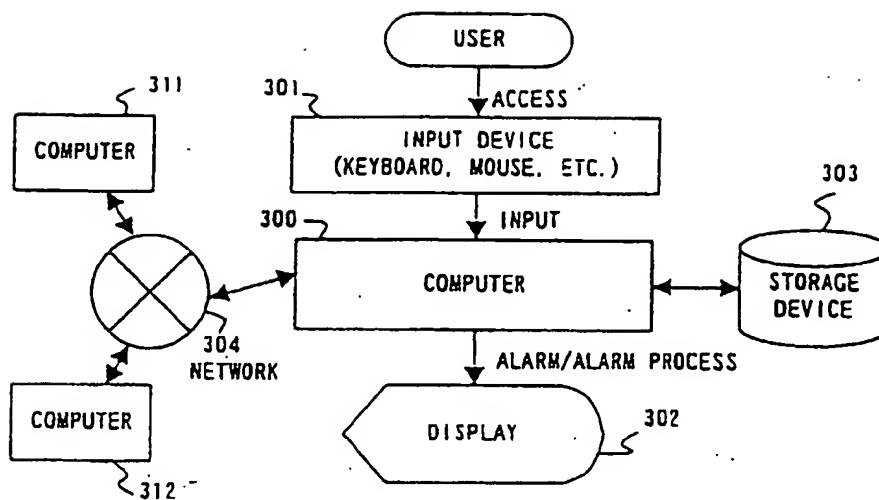 USER
ACCESS
311
COMPUTER
301
INPUT DEVICE
(KEYBOARD, MOUSE, ETC.)
INPUT
300
COMPUTER
303
STORAGE
DEVICE
304
NETWORK
ALARM/ALARM PROCESS
COMPUTER
312
DISPLAY
302